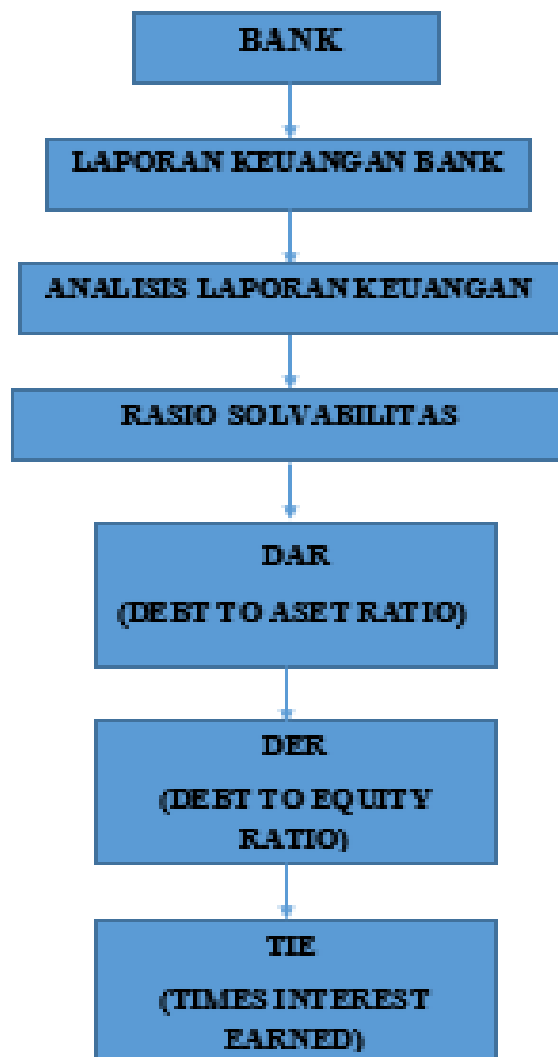 BANK
LAPORAN KEUANGAN BANK
ANALISIS LAPORAN KEUANGAN
RASIO SOLVABILITAS
DAR
(DEBT TO ASET RATIO)
DER
(DEBT TO EQUITY
RATIO)
TIE
(TIMES INTEREST
EARNED)